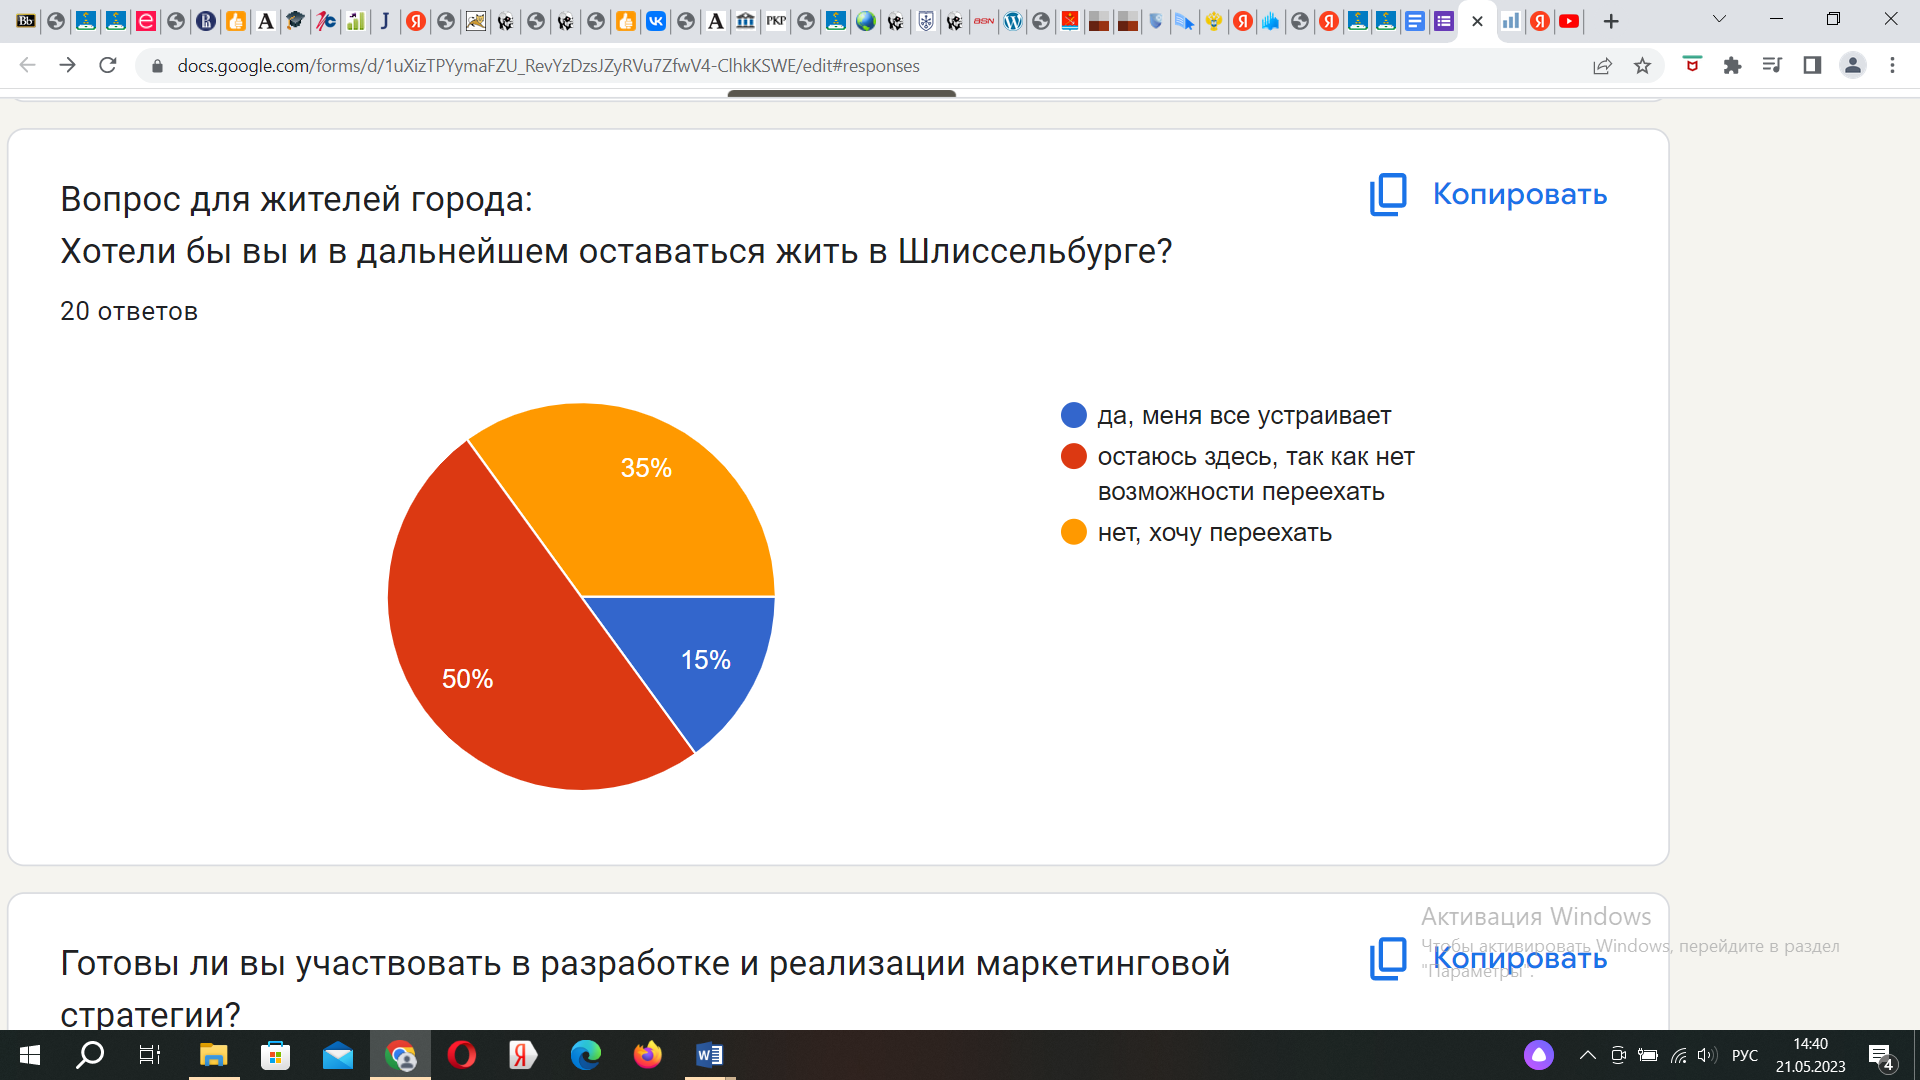 docs.google.com/forms/d/1uXizTPYymaFZU_RevYzDzsJZyRVu7ZfwV4-ClhkKSWE/edit#responses
Вопрос для жителей города:
Хотели бы вы и в дальнейшем оставаться жить в Шлиссельбурге?
Копировать
20 ответов
35%
50%
15%
да, меня все устраивает
остаюсь здесь, так как нет
возможности переехать
нет, хочу переехать
Готовы ли вы участвовать в разработке и реализации маркетинговой
стратегии?
Копировать
Активация Windows
Чтобы активировать Windows, перейдите в раздел
"Параметры".
РУС
14:40
21.05.2023
4